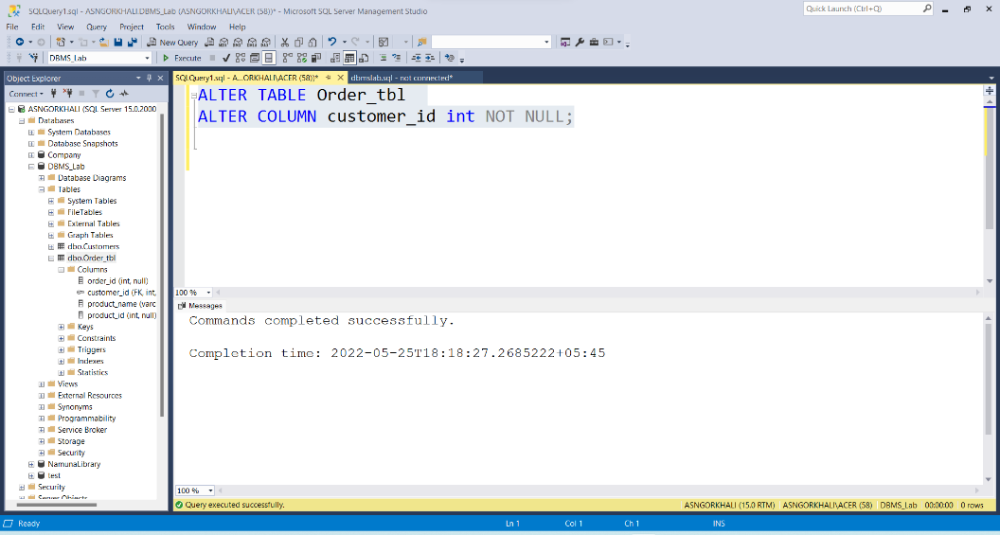 SQLQuery1.sql - ASNGORKHALI.DBMS_Lab (ASNGORKHALI\ACER (58))* - Microsoft SQL Server Management Studio
Quick Launch (Ctrl+Q)
File Edit View Query Project Tools Window Help
New Query
DBMS_Lab
Execute
Object Explorer
Connect
ASNGORKHALI (SQL Server 15.0.2000
Databases
System Databases
Database Snapshots
Company
DBMS_Lab
Database Diagrams
Tables
System Tables
FileTables
External Tables
Graph Tables
dbo.Customers
dbo.Order_tbl
Columns
order_id (int, null)
customer_id (FK, int,
product_name (varc
product_id (int, null)
Keys
Constraints
Triggers
Indexes
Statistics
Views
External Resources
Synonyms
Programmability
Service Broker
Storage
Security
NamunaLibrary
test
Security
Server Objects
SQLQuery1.sql - A...ORKHALI\ACER (58))* dbmslab.sql - not connected*
ALTER TABLE Order_tbl
ALTER COLUMN customer_id int NOT NULL;
100 %
Messages
Commands completed successfully.
Completion time: 2022-05-25T18:18:27.2685222+05:45
100 %
Query executed successfully. ASNGORKHALI (15.0 RTM) ASNGORKHALI\ACER (58) DBMS_Lab 00:00:00 0 rows
Ready Ln 1 Col 1 Ch 1 INS